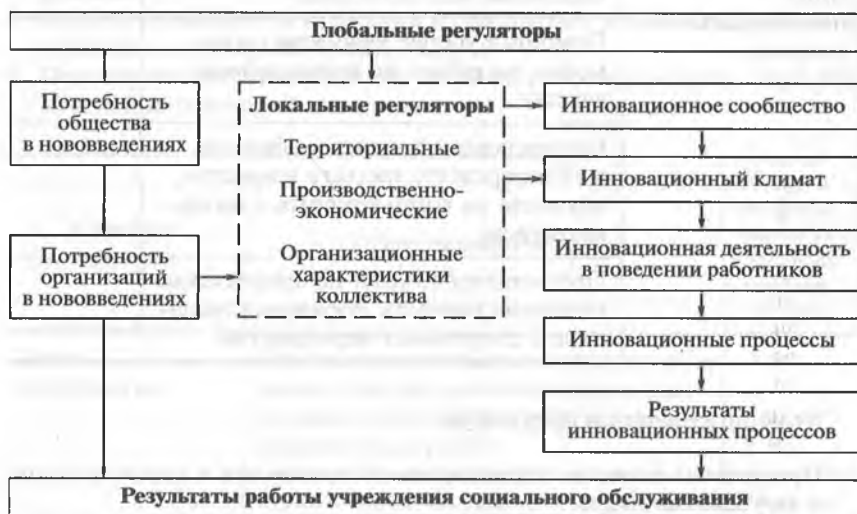 Глобальные регуляторы
Потребность
общества
в нововведениях
Потребность
организаций
в нововведениях
Локальные регуляторы
Территориальные
Производственно-
экономические
Организационные
характеристики
коллектива
Инновационное сообщество
Инновационный климат
Инновационная деятельность
в поведении работников
Инновационные процессы
Результаты
инновационных процессов
Результаты работы учреждения социального обслуживания